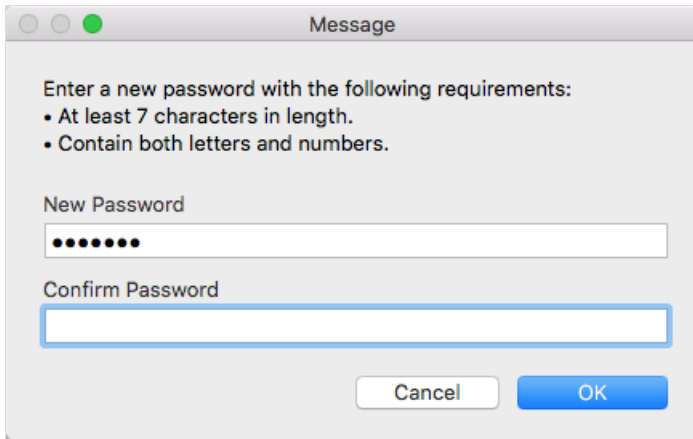 Message
Enter a new password with the following requirements:
• At least 7 characters in length.
• Contain both letters and numbers.
New Password
•••••••
Confirm Password
Cancel
OK